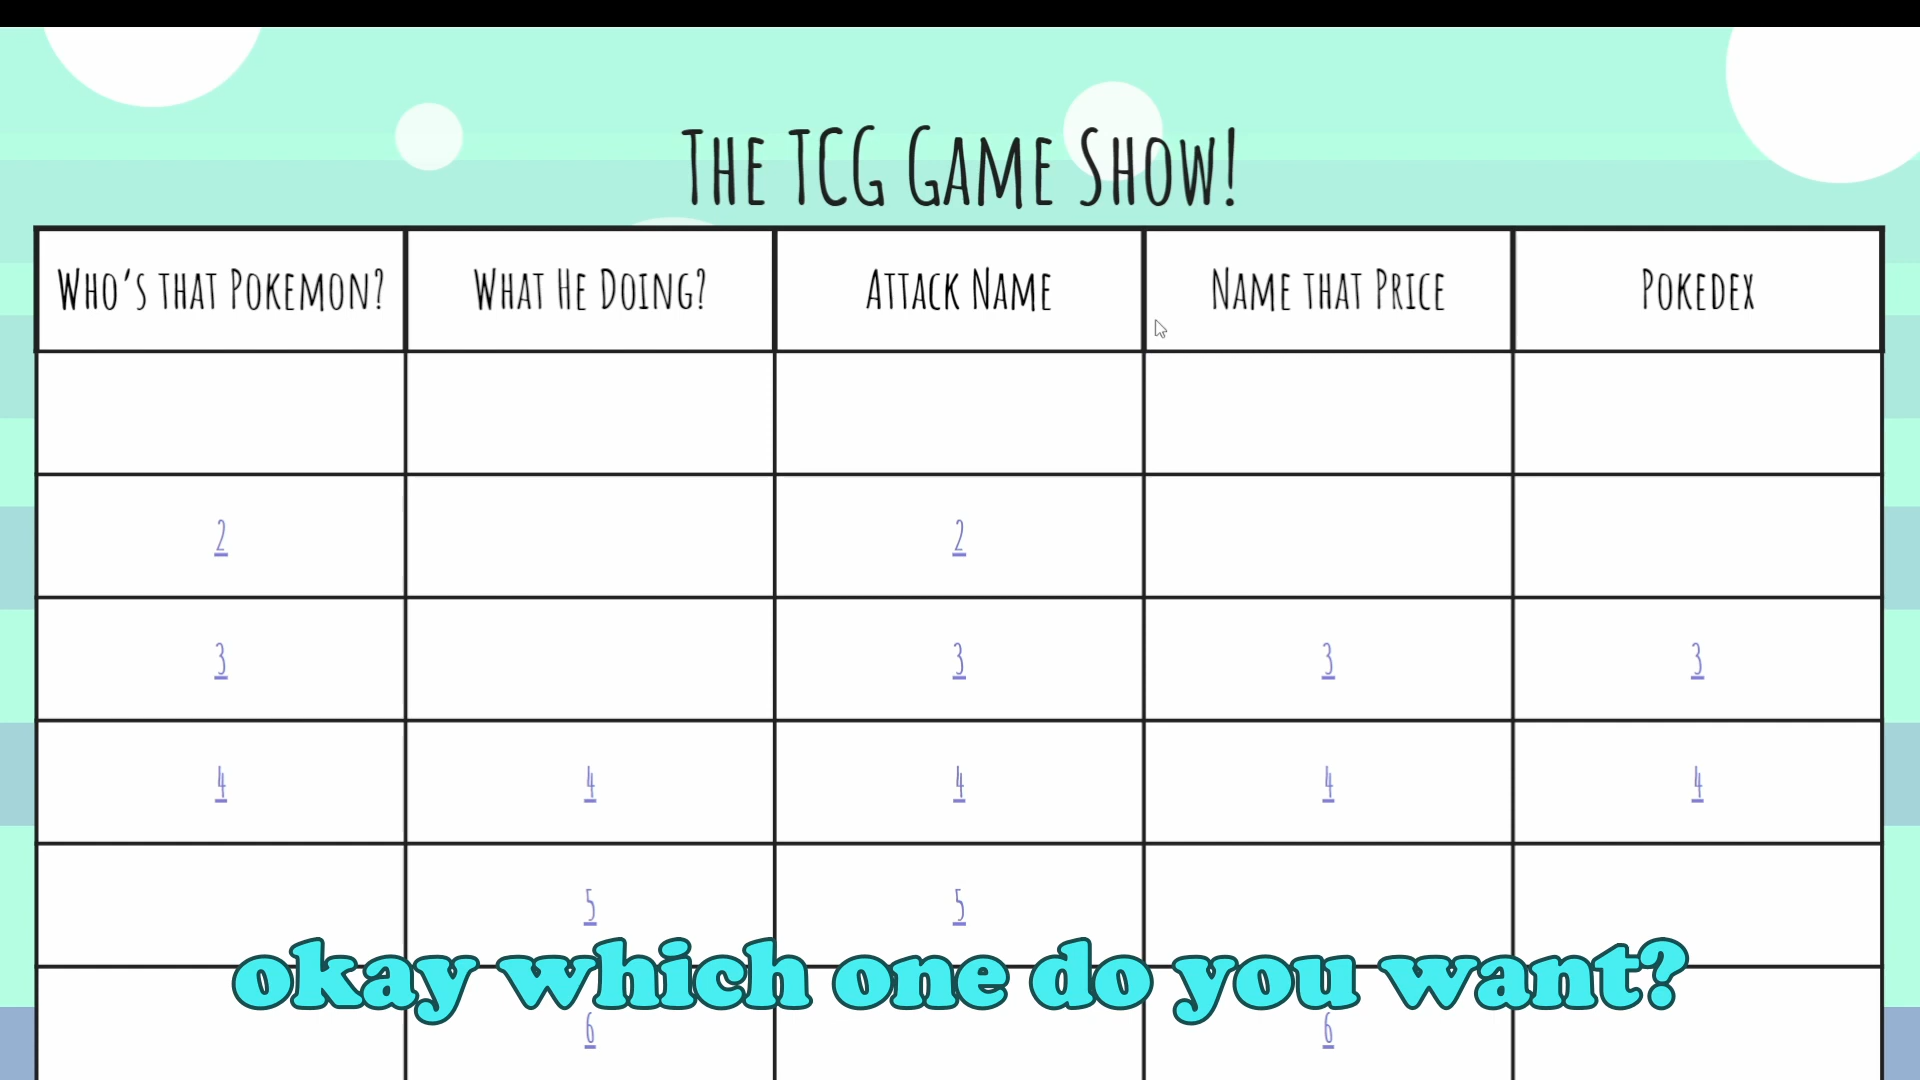 The TCG Game Show!
Who's that Pokemon? What He Doing? Attack Name Name that Price Pokedex
2 2
3 3 3 3
4 4 4 4 4
5 5
okay which one do you want?
6 6